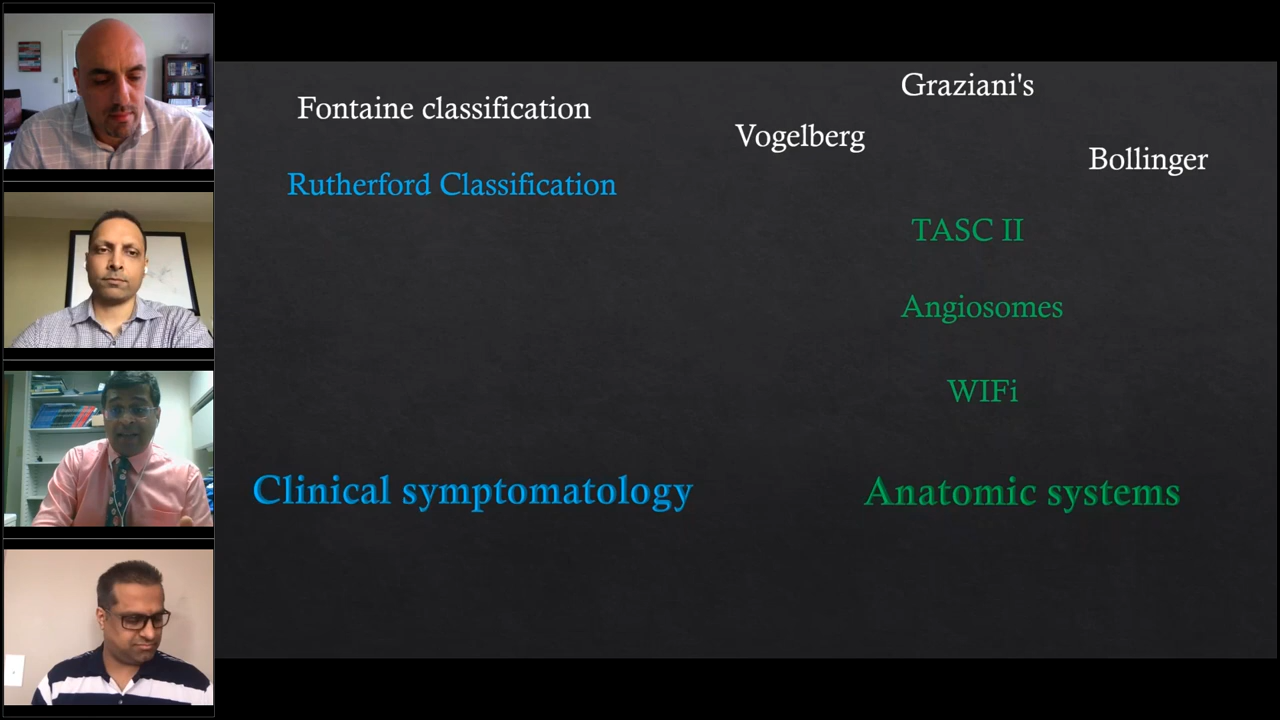 Fontaine classification
Rutherford Classification
Clinical symptomatology
Graziani's
Vogelberg
Bollinger
TASC II
Angiosomes
WIFi
Anatomic systems